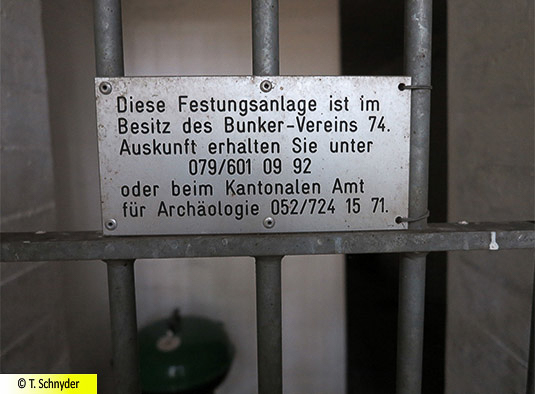 Diese Festungsanlage ist im
Besitz des Bunker-Vereins 74.
Auskunft erhalten Sie unter
079/601 09 92
oder beim Kantonalen Amt
für Archäologie 052/724 15 71.
© T. Schnyder